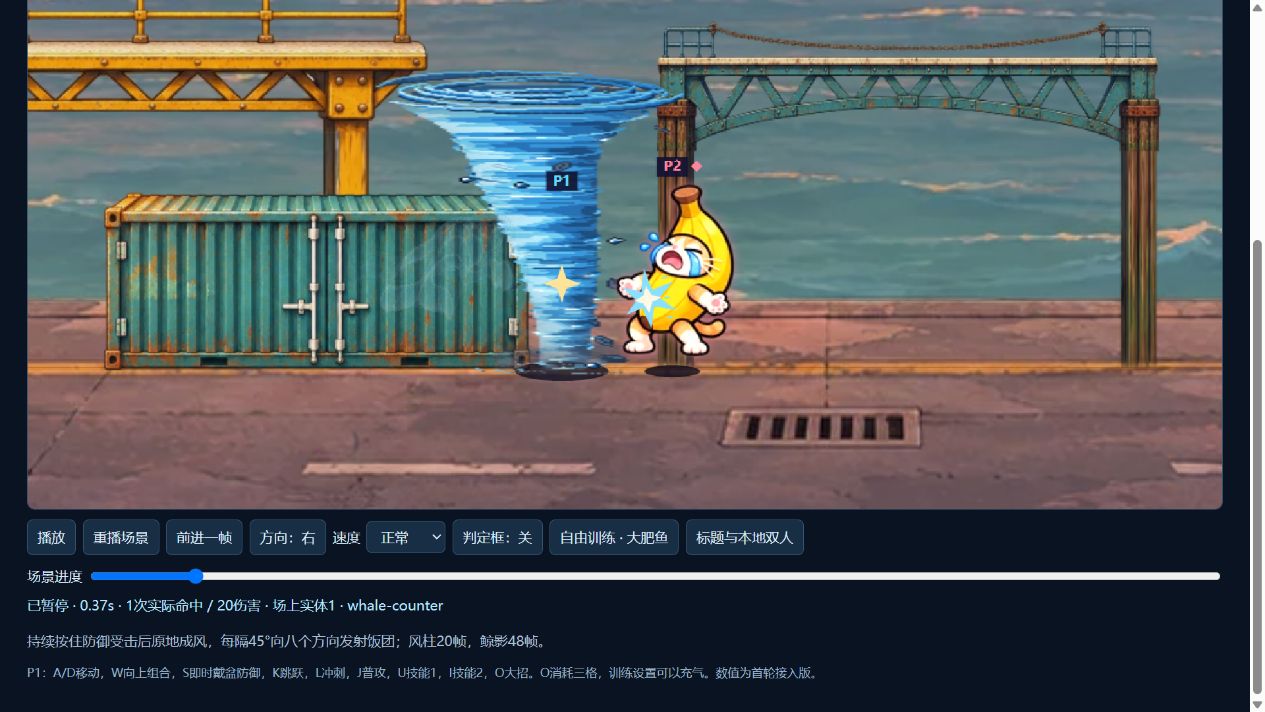 P1
P2
播放 重播场景 前进一帧 方向：右 速度 正常 判定框：关 自由训练 · 大肥鱼 标题与本地双人
场景进度
已暂停 · 0.37s · 1次实际命中 / 20伤害 · 场上实体1 · whale-counter
持续按住防御受击后原地成风，每隔45°向八个方向发射饭团；风柱20帧，鲸影48帧。
P1：A/D移动，W向上组合，S即时戴盆防御，K跳跃，L冲刺，J普攻，U技能1，I技能2，O大招。O消耗三格，训练设置可以充气。数值为首轮接入版。